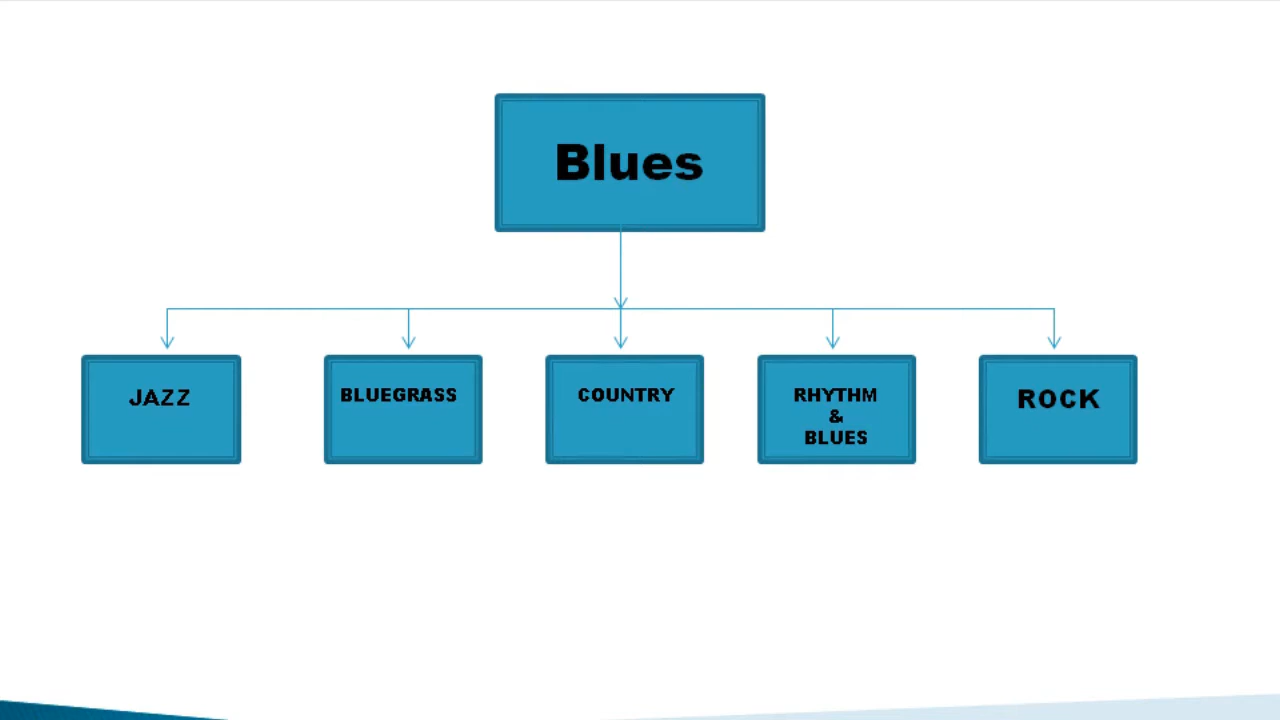 Blues
JAZZ
BLUEGRASS
COUNTRY
RHYTHM
&
BLUES
ROCK